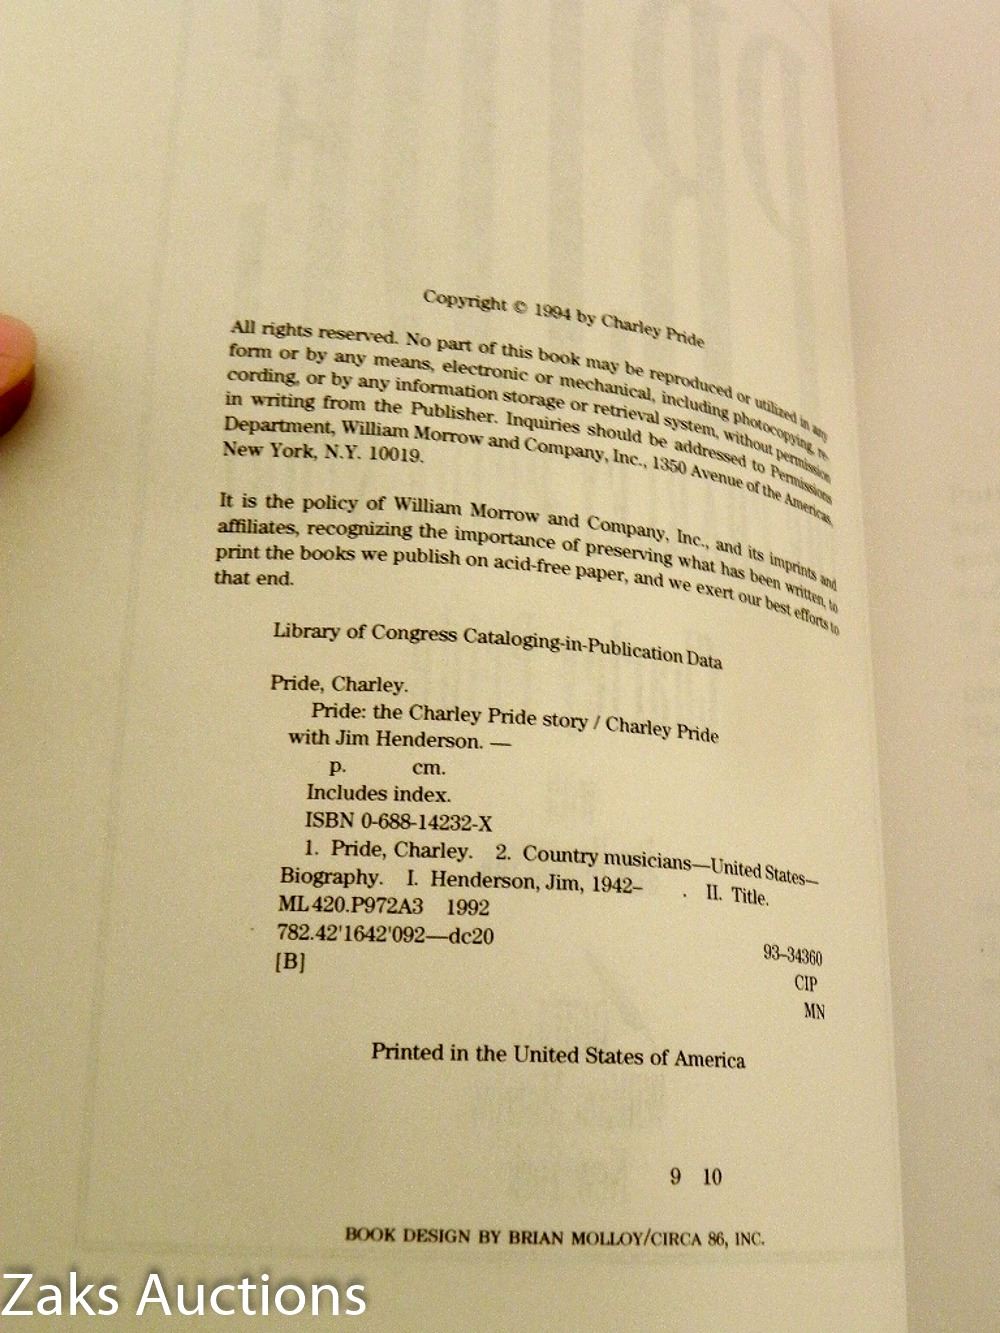 Copyright © 1994 by Charley Pride
All rights reserved. No part of this book may be reproduced or utilized in any
form or by any means, electronic or mechanical, including photocopying, re-
cording, or by any information storage or retrieval system, without permission
in writing from the Publisher. Inquiries should be addressed to Permissions
Department, William Morrow and Company, Inc., 1350 Avenue of the Americas,
New York, N.Y. 10019.
It is the policy of William Morrow and Company, Inc., and its imprints and
affiliates, recognizing the importance of preserving what has been written, to
print the books we publish on acid-free paper, and we exert our best efforts to
that end.
Library of Congress Cataloging-in-Publication Data
Pride, Charley.
Pride: the Charley Pride story / Charley Pride
with Jim Henderson. —
p. cm.
Includes index.
ISBN 0-688-14232-X
1. Pride, Charley. 2. Country musicians—United States—
Biography. I. Henderson, Jim, 1942– . II. Title.
ML420.P972A3 1992
782.42'1642'092—dc20
[B]
93–34360
CIP
MN
Printed in the United States of America
9 10
BOOK DESIGN BY BRIAN MOLLOY/CIRCA 86, INC.
Zaks Auctions